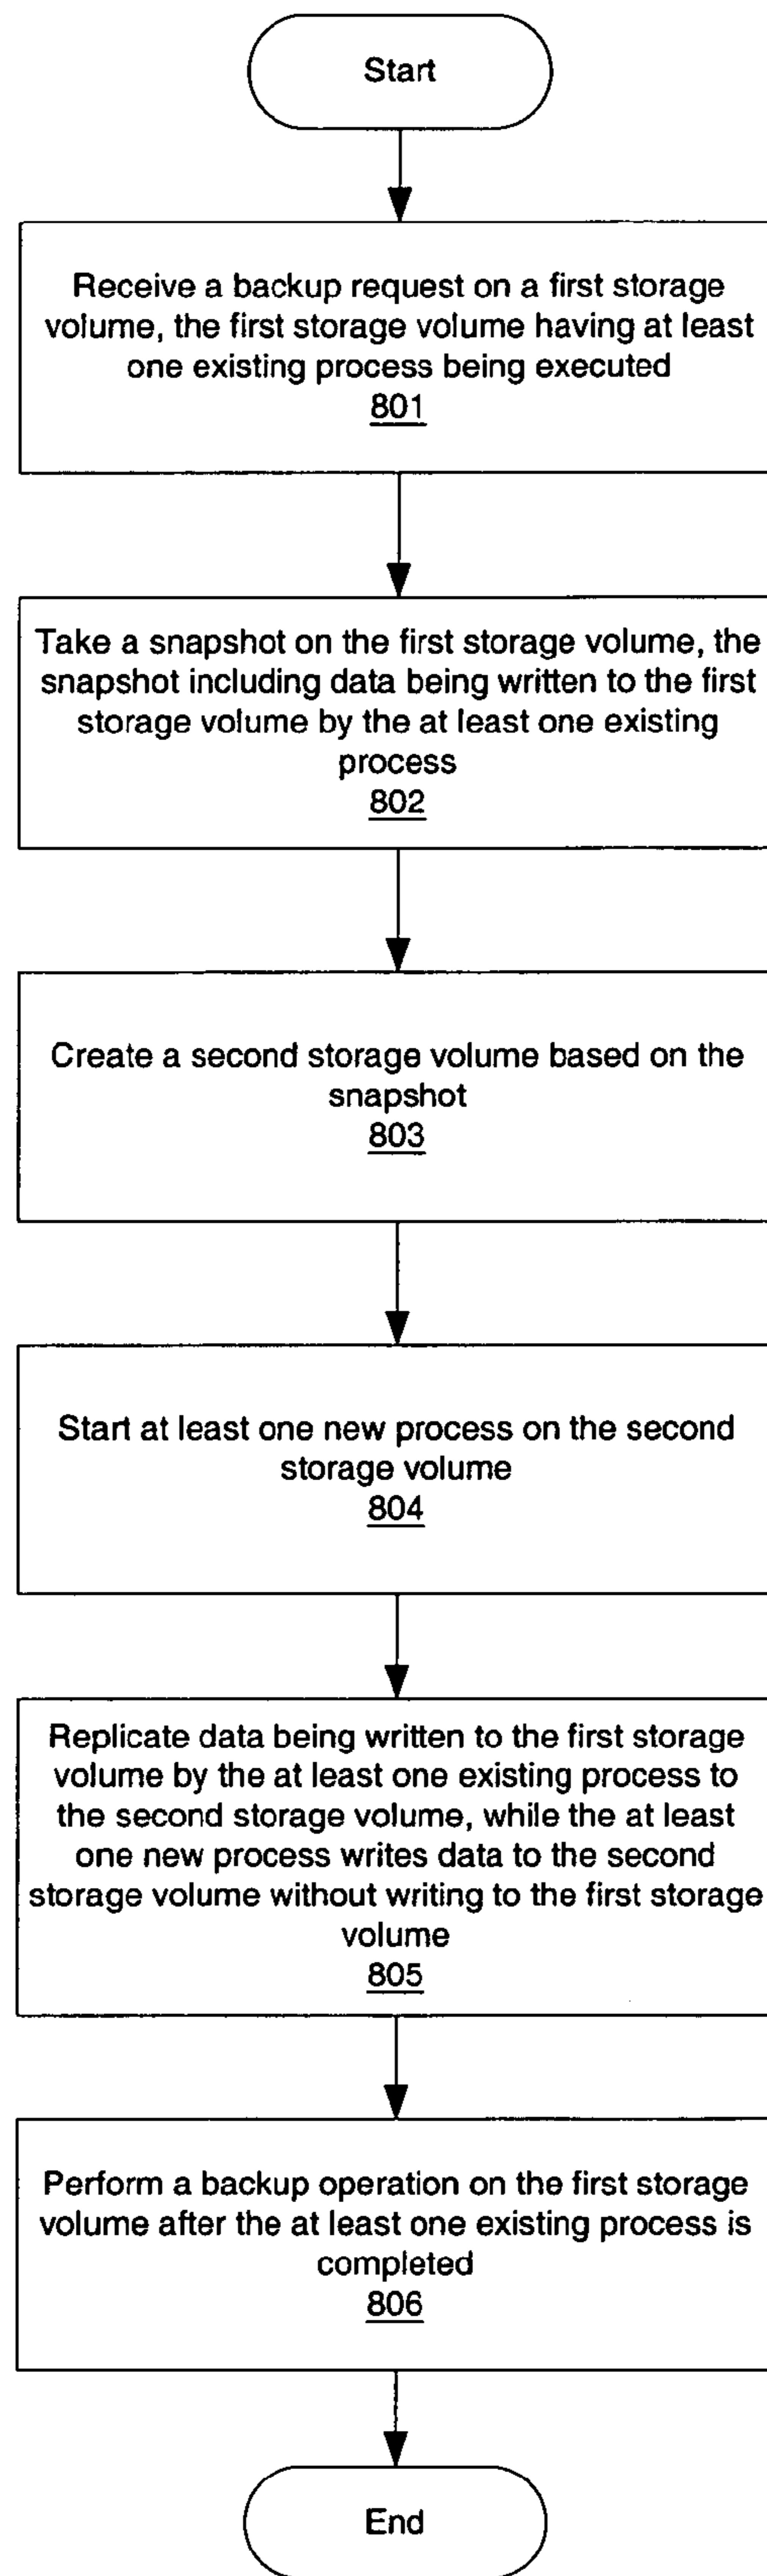 Start
Receive a backup request on a first storage
volume, the first storage volume having at least
one existing process being executed
801
Take a snapshot on the first storage volume, the
snapshot including data being written to the first
storage volume by the at least one existing
process
802
Create a second storage volume based on the
snapshot
803
Start at least one new process on the second
storage volume
804
Replicate data being written to the first storage
volume by the at least one existing process to
the second storage volume, while the at least
one new process writes data to the second
storage volume without writing to the first storage
volume
805
Perform a backup operation on the first storage
volume after the at least one existing process is
completed
806
End